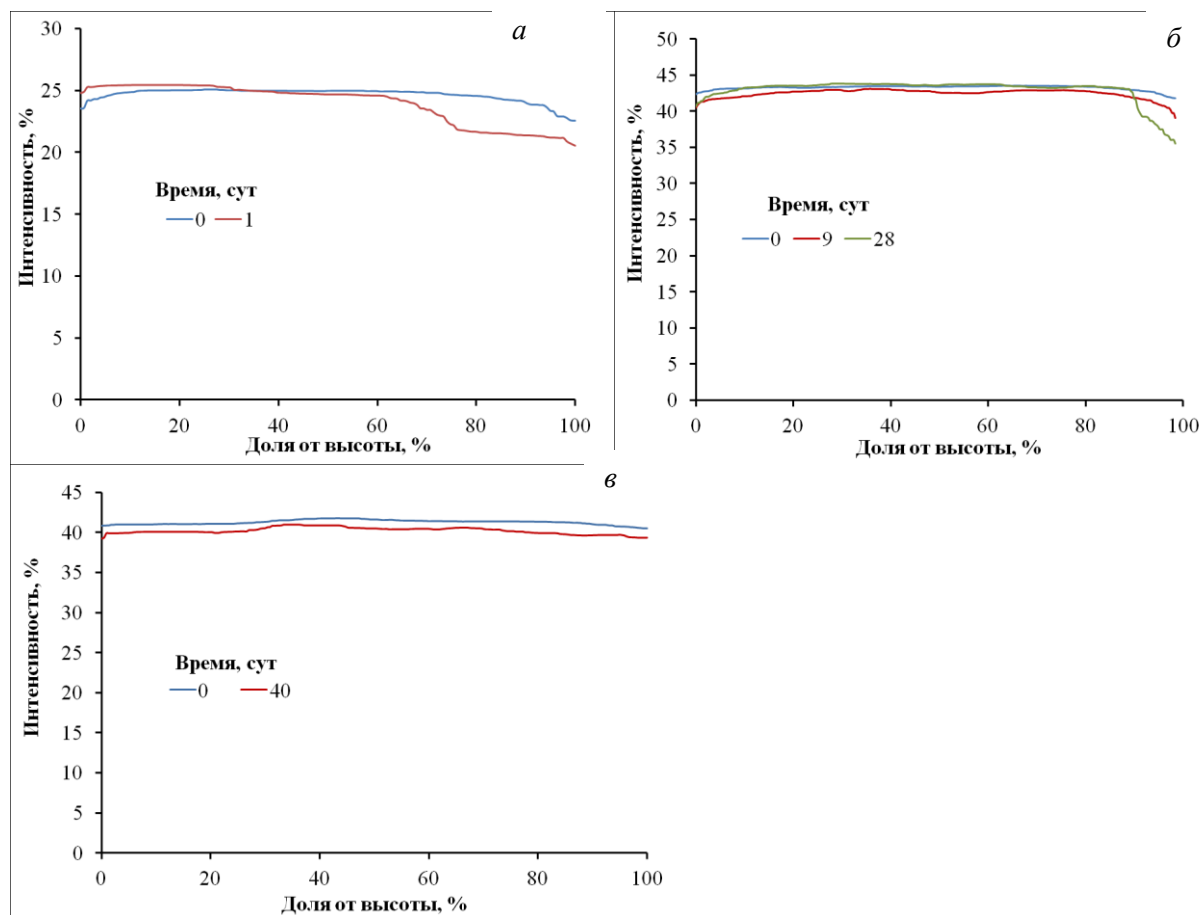 а
Интенсивность, %
30
25
20
15
10
5
0
Время, сут
0 1
0 20 40 60 80 100
Доля от высоты, %
б
Интенсивность, %
50
45
40
35
30
25
20
15
10
5
0
Время, сут
0 9 28
0 20 40 60 80 100
Доля от высоты, %
в
Интенсивность, %
45
40
35
30
25
20
15
10
5
0
Время, сут
0 40
0 20 40 60 80 100
Доля от высоты, %